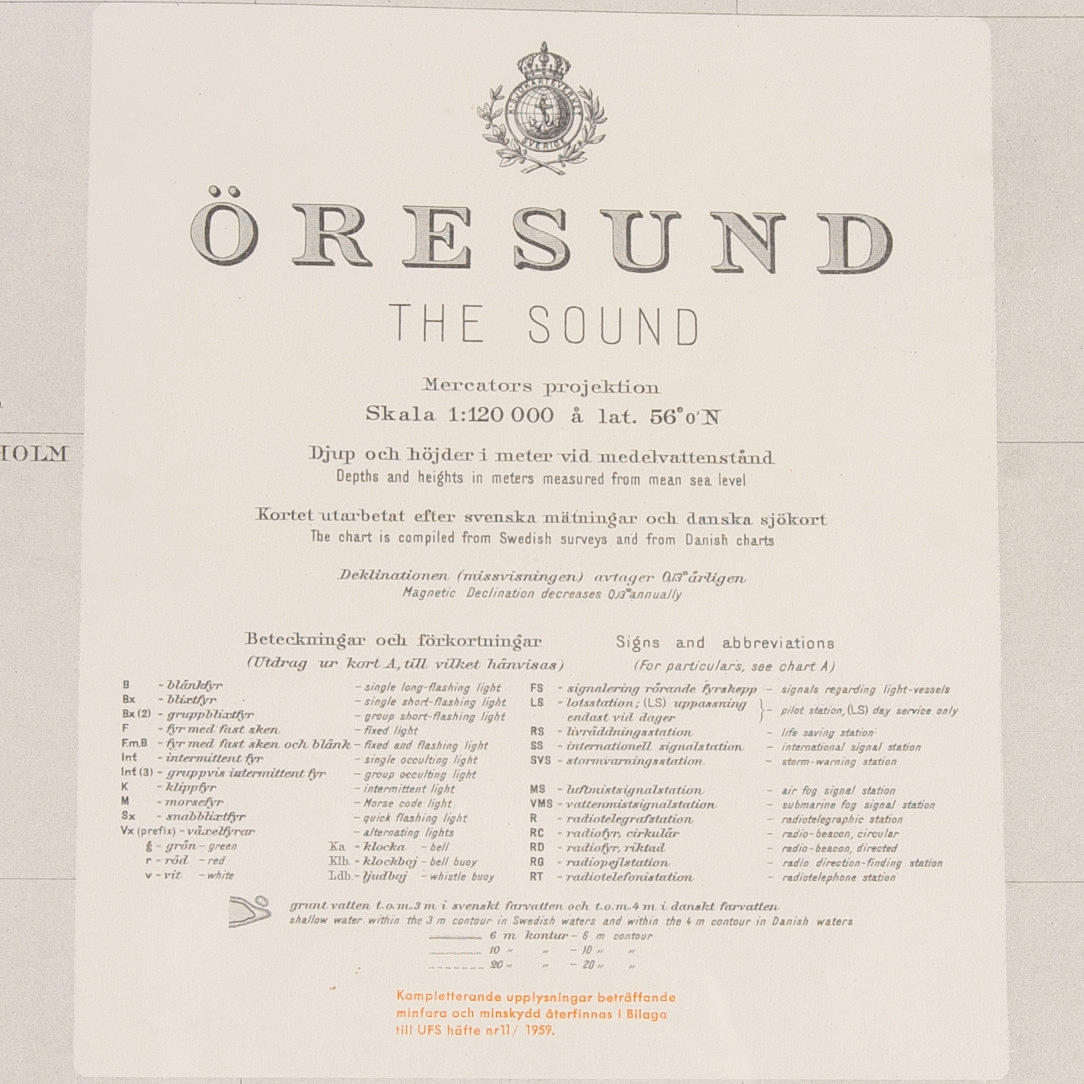 HOLM
K. SJÖKARTEVERKET
SVERIGE
ÖRESUND
THE SOUND
Mercators projektion
Skala 1:120 000 å lat. 56°0′N
Djup och höjder i meter vid medelvattenstånd
Depths and heights in meters measured from mean sea level
Kortet utarbetat efter svenska mätningar och danska sjökort
The chart is compiled from Swedish surveys and from Danish charts
Deklinationen (missvisningen) avtager 0,13° årligen
Magnetic Declination decreases 0,13° annually
Beteckningar och förkortningar
(Utdrag ur kort A, till vilket hänvisas)
Signs and abbreviations
(For particulars, see chart A)
B - blänkfyr - single long-flashing light
Bx - blixtfyr - single short-flashing light
Bx (2) - gruppblixtfyr - group short-flashing light
F - fyr med fast sken - fixed light
F.m.B - fyr med fast sken och blänk - fixed and flashing light
Int - intermittent fyr - single occulting light
Int (3) - gruppvis intermittent fyr - group occulting light
K - klippfyr - intermittent light
M - morsefyr - Morse code light
Sx - snabblixtfyr - quick flashing light
Vx (prefix) - växelfyrar - alternating lights
g - grön - green
r - röd - red
v - vit - white
Ka - klocka - bell
Klb. - klockboj - bell buoy
Ldb. - ljudboj - whistle buoy
FS - signalering rörande fyrskepp - signals regarding light-vessels
LS - lotsstation; (LS) uppassning
endast vid dager } - pilot station, (LS) day service only
RS - livräddningsstation - life saving station
SS - internationell signalstation - international signal station
SVS - stormvarningsstation - storm-warning station
MS - luftmistsignalstation - air fog signal station
VMS - vattenmistsignalstation - submarine fog signal station
R - radiotelegrafstation - radiotelegraphic station
RC - radiofyr, cirkulär - radio-beacon, circular
RD - radiofyr, riktad - radio-beacon, directed
RG - radiopejlstation - radio direction-finding station
RT - radiotelefonistation - radiotelephone station
grunt vatten t.o.m. 3 m i svenskt farvatten och t.o.m. 4 m i danskt farvatten
shallow water within the 3 m contour in Swedish waters and within the 4 m contour in Danish waters
6 m kontur - 6 m contour
10 „ „ - 10 „ „
20 „ „ - 20 „ „
Kompletterande upplysningar beträffande
minfara och minskydd återfinnas i Bilaga
till UFS häfte nr11/ 1959.